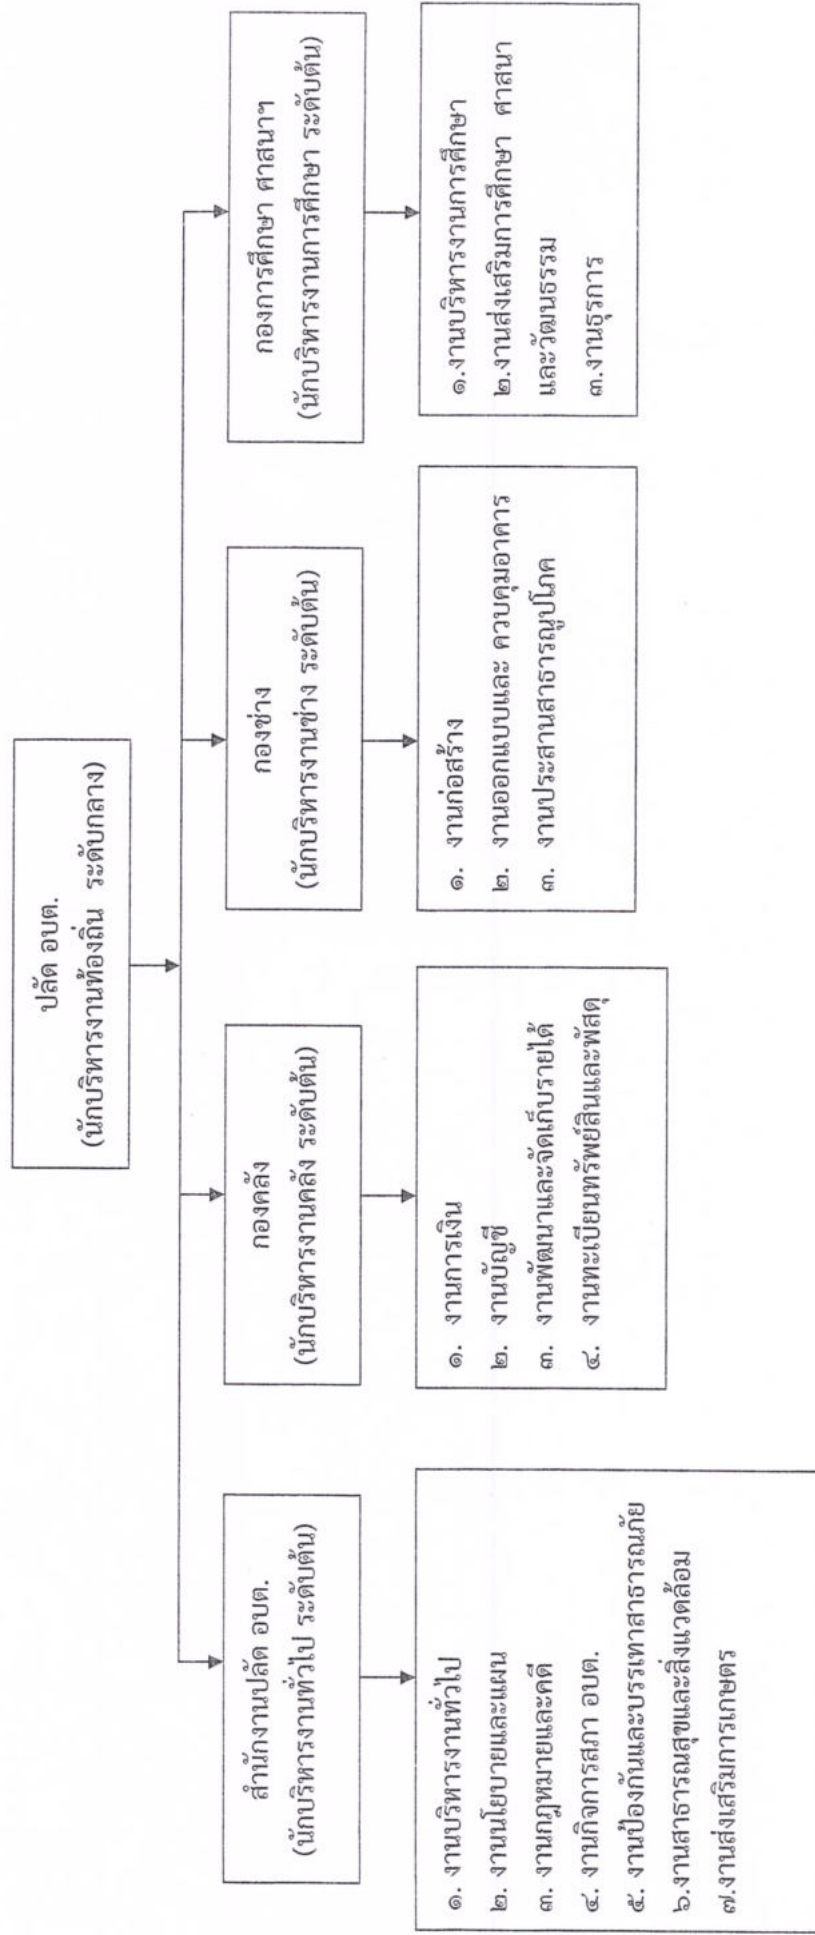 ปลัด อบต.
(นักบริหารงานท้องถิ่น ระดับกลาง)
สำนักงานปลัด อบต.
(นักบริหารงานทั่วไป ระดับต้น)
๑. งานบริหารงานทั่วไป
๒. งานนโยบายและแผน
๓. งานกฎหมายและคดี
๔. งานกิจการสภา อบต.
๕. งานป้องกันและบรรเทาสาธารณภัย
๖.งานสาธารณสุขและสิ่งแวดล้อม
๗.งานส่งเสริมการเกษตร
กองคลัง
(นักบริหารงานคลัง ระดับต้น)
๑. งานการเงิน
๒. งานบัญชี
๓. งานพัฒนาและจัดเก็บรายได้
๔. งานทะเบียนทรัพย์สินและพัสดุ
กองช่าง
(นักบริหารงานช่าง ระดับต้น)
๑. งานก่อสร้าง
๒. งานออกแบบและ ควบคุมอาคาร
๓. งานประสานสาธารณูปโภค
กองการศึกษา ศาสนาฯ
(นักบริหารงานการศึกษา ระดับต้น)
๑.งานบริหารงานการศึกษา
๒.งานส่งเสริมการศึกษา ศาสนา
และวัฒนธรรม
๓.งานธุรการ